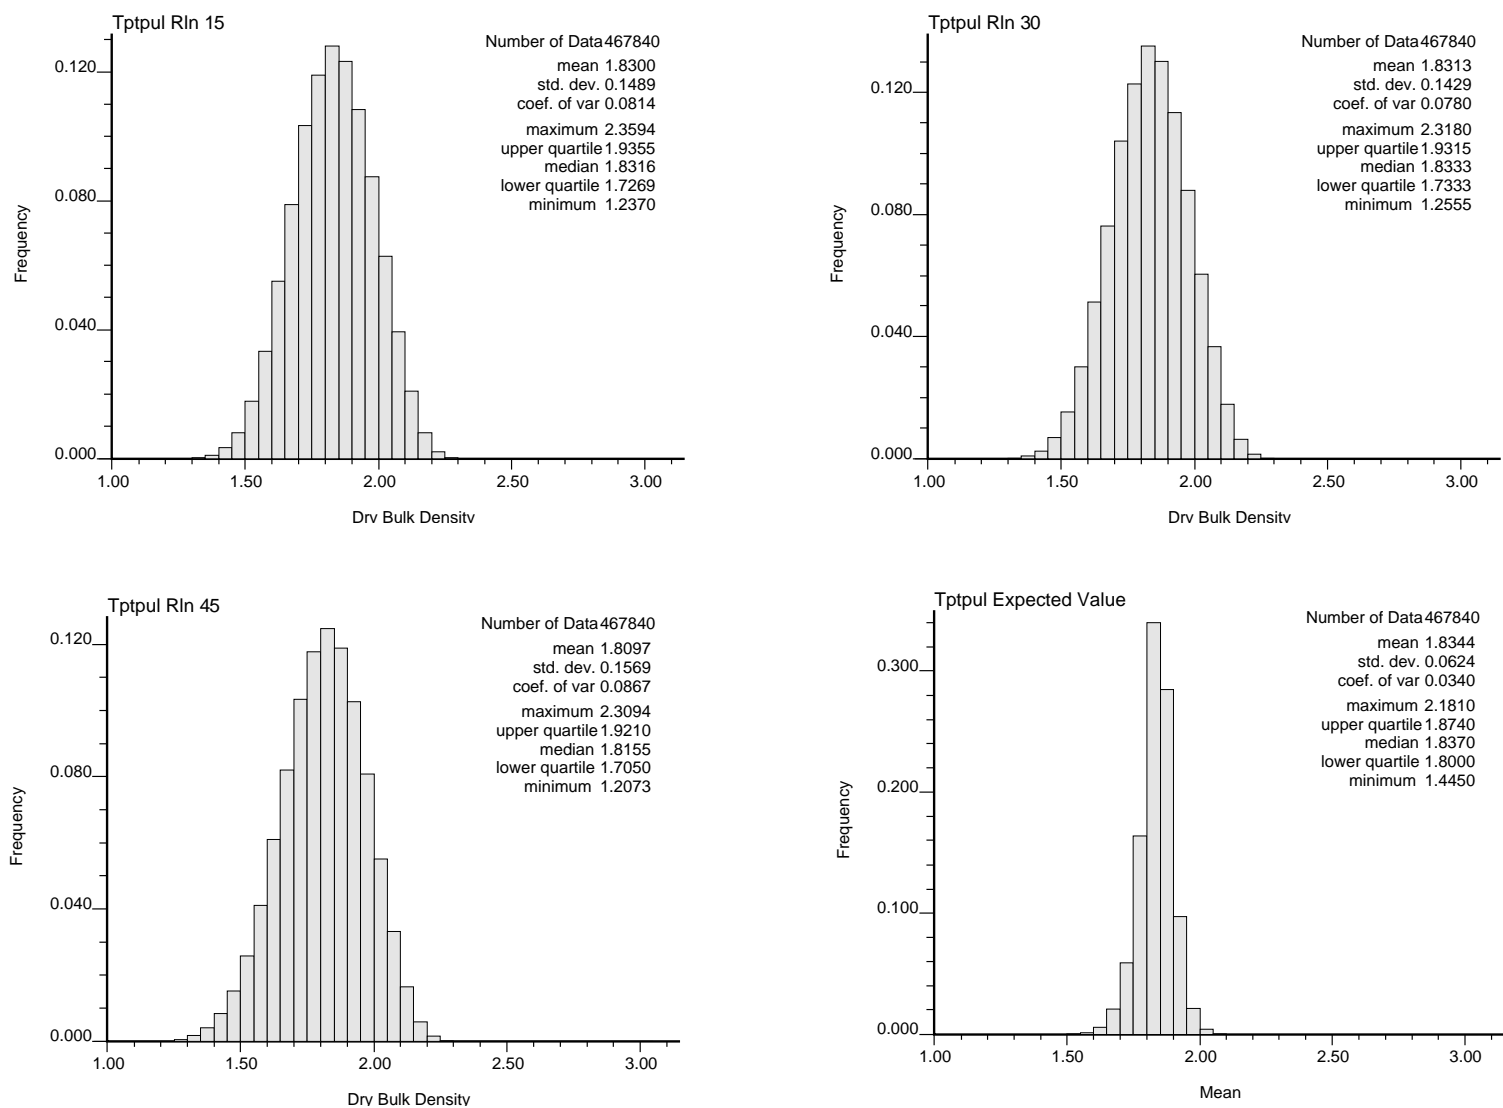 Tptpul Rln 15
Number of Data 467840
mean 1.8300
std. dev. 0.1489
coef. of var 0.0814
maximum 2.3594
upper quartile 1.9355
median 1.8316
lower quartile 1.7269
minimum 1.2370
Frequency
0.120
0.080
0.040
0.000
1.00 1.50 2.00 2.50 3.00
Dry Bulk Density
Tptpul Rln 30
Number of Data 467840
mean 1.8313
std. dev. 0.1429
coef. of var 0.0780
maximum 2.3180
upper quartile 1.9315
median 1.8333
lower quartile 1.7333
minimum 1.2555
Frequency
0.120
0.080
0.040
0.000
1.00 1.50 2.00 2.50 3.00
Dry Bulk Density
Tptpul Rln 45
Number of Data 467840
mean 1.8097
std. dev. 0.1569
coef. of var 0.0867
maximum 2.3094
upper quartile 1.9210
median 1.8155
lower quartile 1.7050
minimum 1.2073
Frequency
0.120
0.080
0.040
0.000
1.00 1.50 2.00 2.50 3.00
Dry Bulk Density
Tptpul Expected Value
Number of Data 467840
mean 1.8344
std. dev. 0.0624
coef. of var 0.0340
maximum 2.1810
upper quartile 1.8740
median 1.8370
lower quartile 1.8000
minimum 1.4450
Frequency
0.300
0.200
0.100
0.000
1.00 1.50 2.00 2.50 3.00
Mean